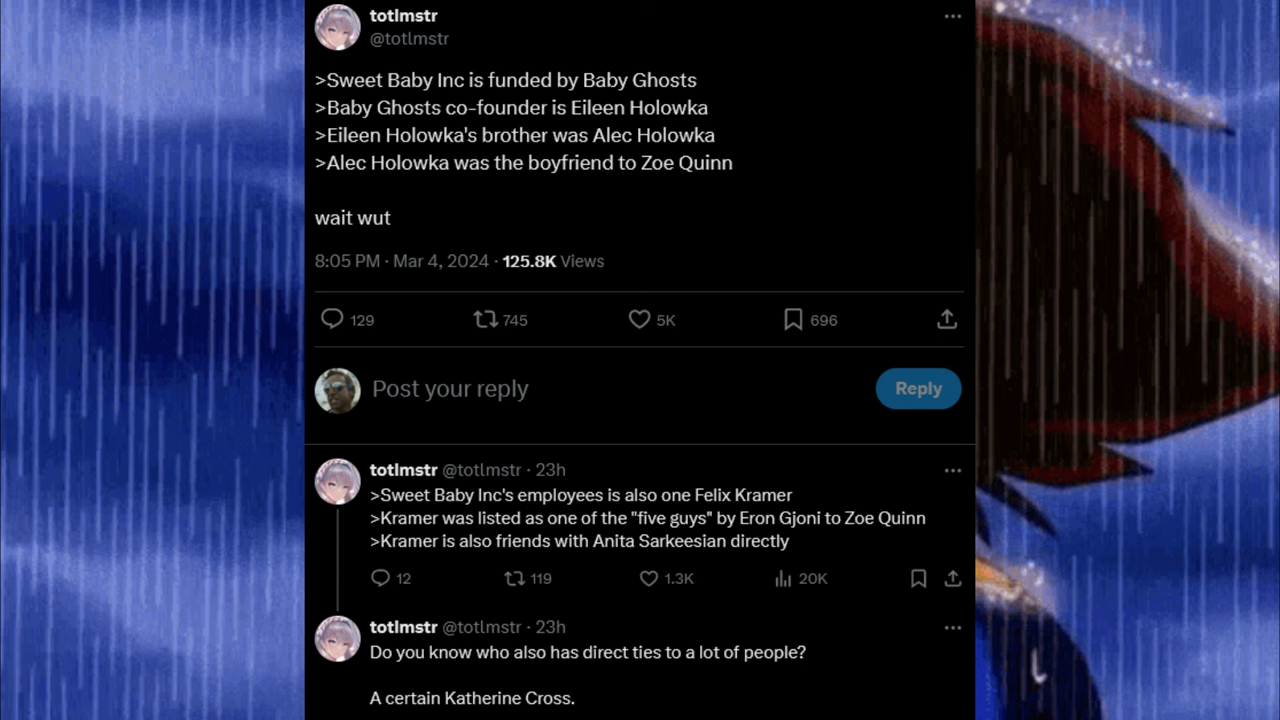 totlmstr
@totlmstr
>Sweet Baby Inc is funded by Baby Ghosts
>Baby Ghosts co-founder is Eileen Holowka
>Eileen Holowka's brother was Alec Holowka
>Alec Holowka was the boyfriend to Zoe Quinn
wait wut
8:05 PM · Mar 4, 2024 · 125.8K Views
129 745 5K 696
Post your reply Reply
totlmstr @totlmstr · 23h
>Sweet Baby Inc's employees is also one Felix Kramer
>Kramer was listed as one of the "five guys" by Eron Gjoni to Zoe Quinn
>Kramer is also friends with Anita Sarkeesian directly
12 119 1.3K 20K
totlmstr @totlmstr · 23h
Do you know who also has direct ties to a lot of people?
A certain Katherine Cross.